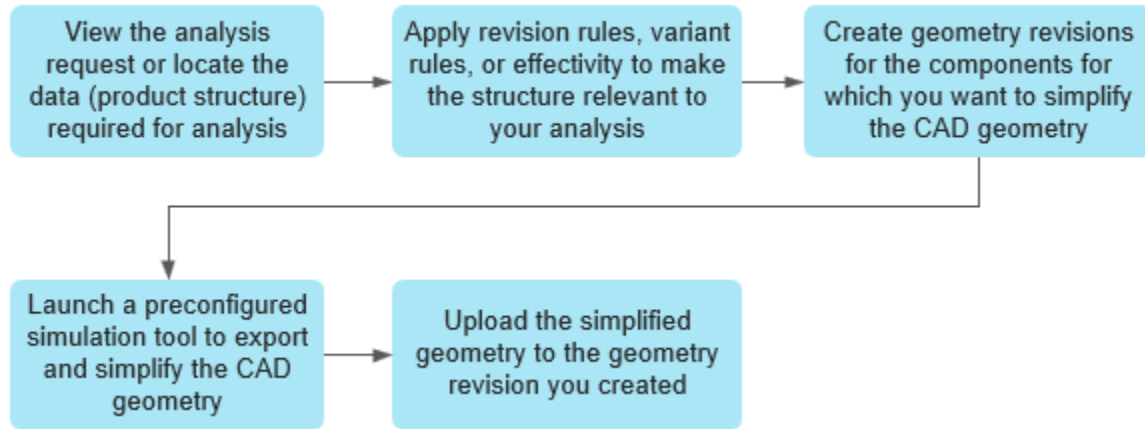 View the analysis
request or locate the
data (product structure)
required for analysis
Apply revision rules, variant
rules, or effectivity to make
the structure relevant to
your analysis
Create geometry revisions
for the components for
which you want to simplify
the CAD geometry
Launch a preconfigured
simulation tool to export
and simplify the CAD
geometry
Upload the simplified
geometry to the geometry
revision you created